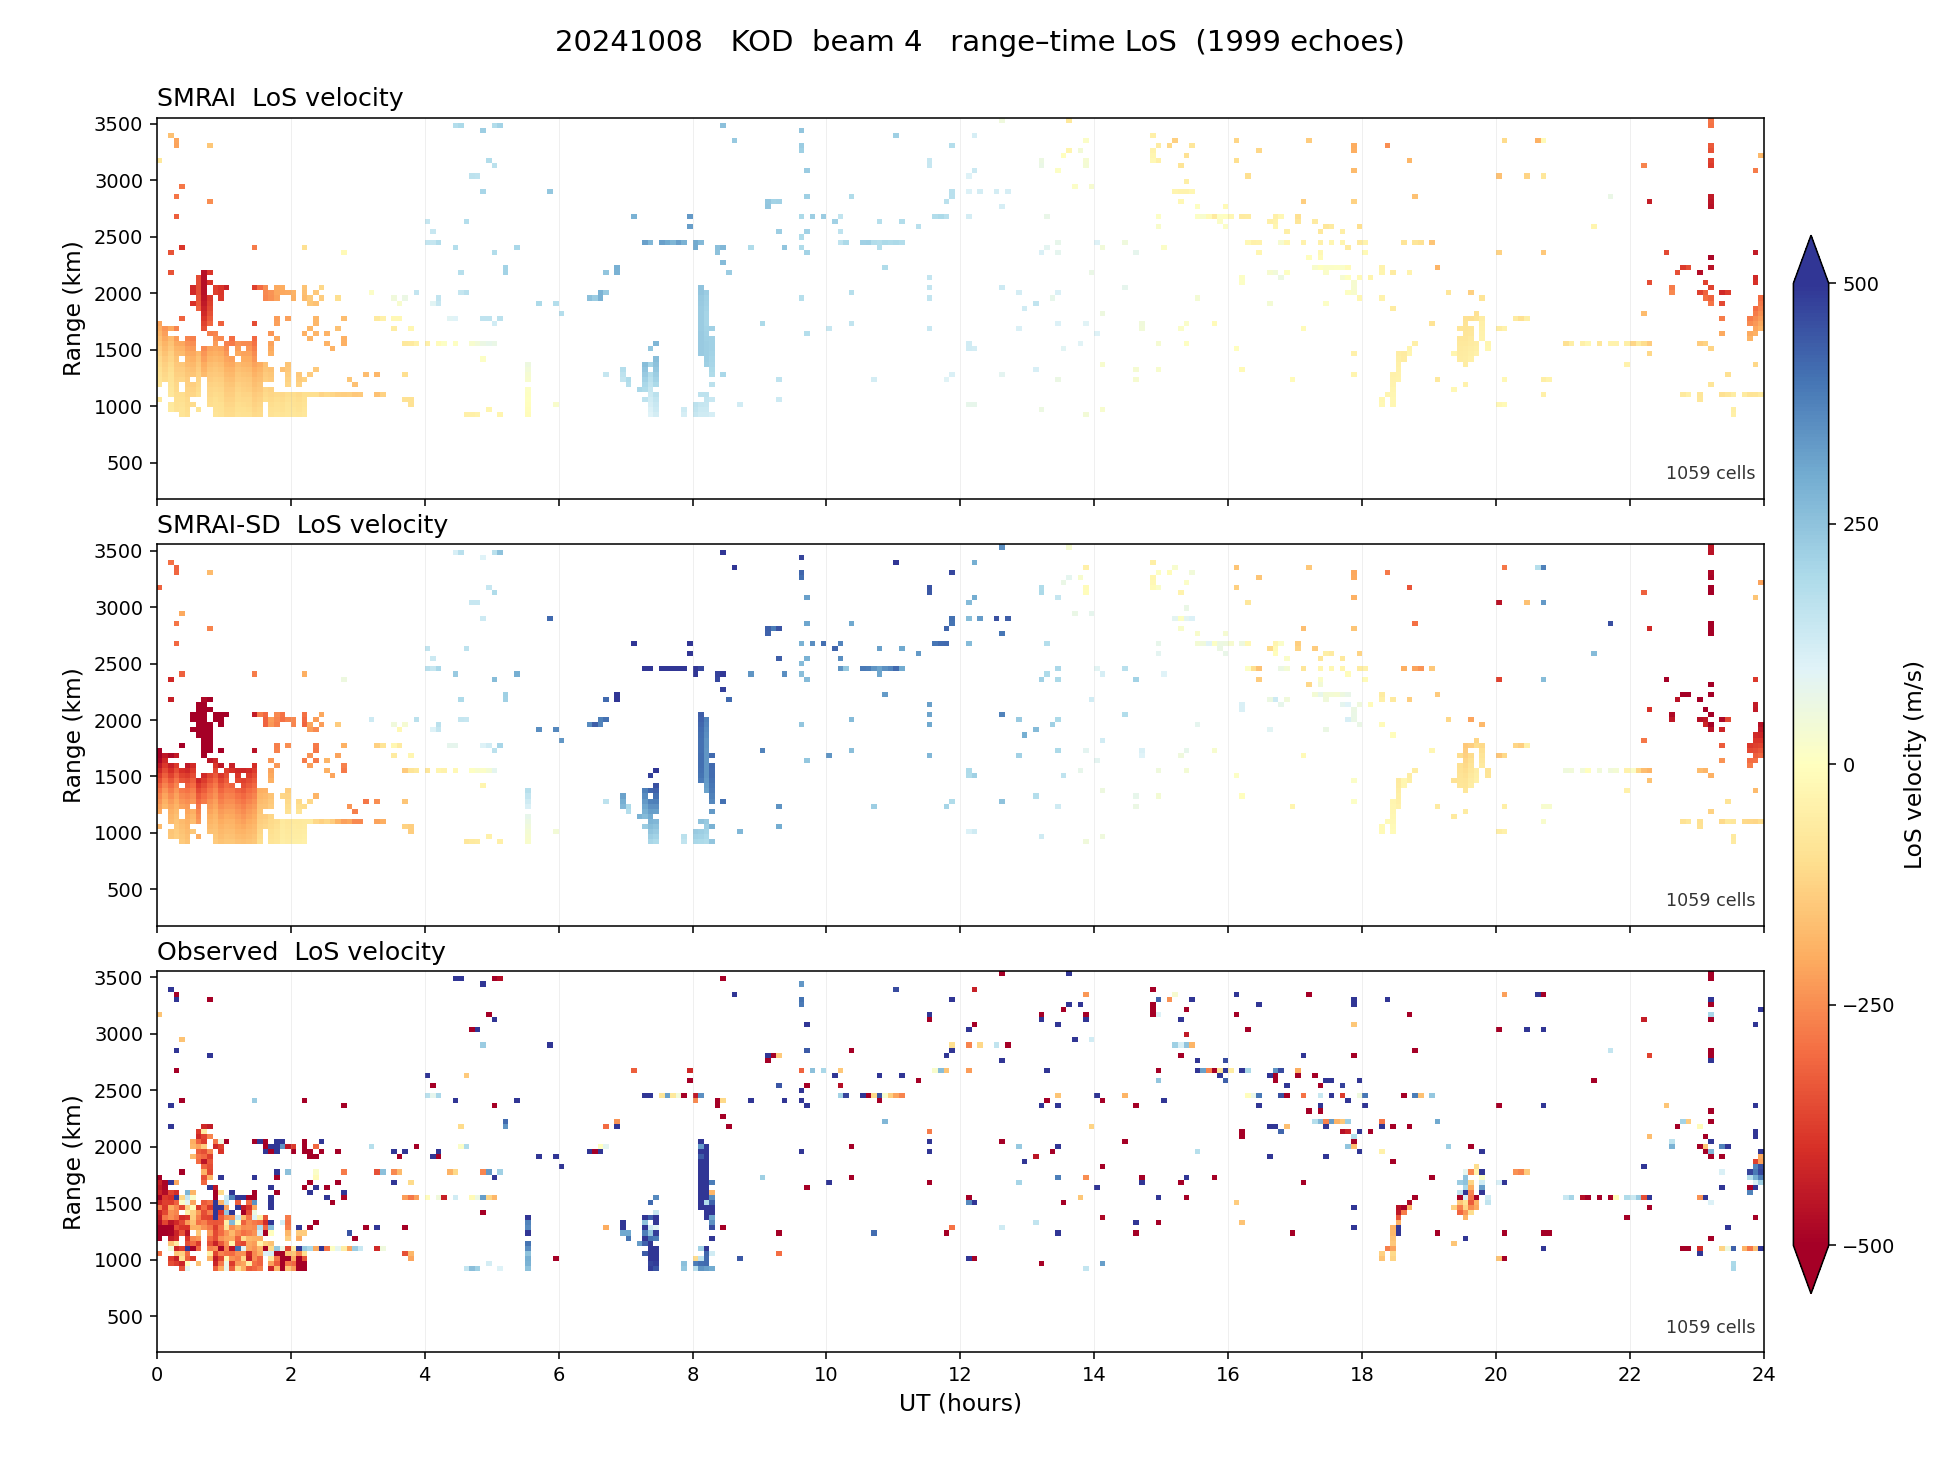 20241008   KOD  beam 4   range–time LoS  (1999 echoes)
SMRAI  LoS velocity
3500
3000
2500
2000
1500
1000
500
Range (km)
1059 cells
SMRAI-SD  LoS velocity
3500
3000
2500
2000
1500
1000
500
Range (km)
1059 cells
Observed  LoS velocity
3500
3000
2500
2000
1500
1000
500
Range (km)
1059 cells
0 2 4 6 8 10 12 14 16 18 20 22 24
UT (hours)
500
250
0
−250
−500
LoS velocity (m/s)